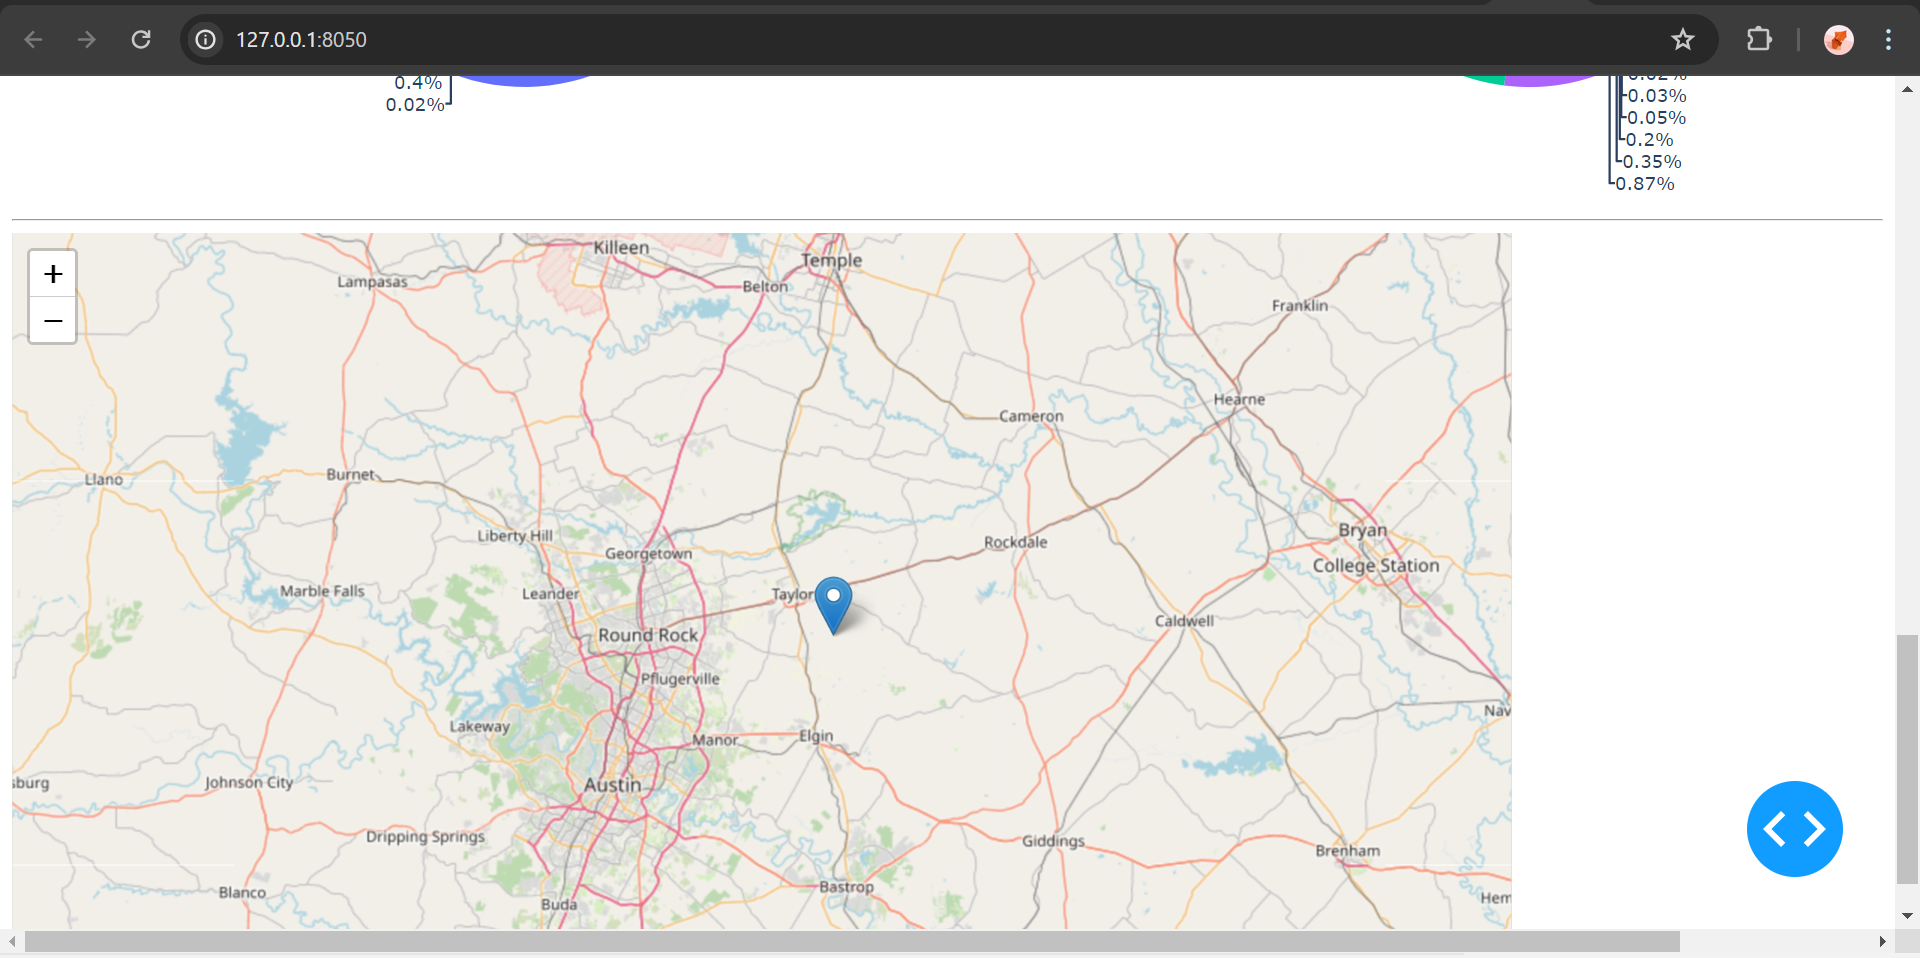 127.0.0.1:8050
0.4%
0.02%
0.02%
0.03%
0.05%
0.2%
0.35%
0.87%
+
−
Killeen
Temple
Lampasas
Belton
Franklin
Hearne
Cameron
Burnet
Llano
Bryan
Liberty Hill
Georgetown
Rockdale
College Station
Marble Falls
Leander
Taylor
Caldwell
Round Rock
Pflugerville
Nav
Lakeway
Manor
Elgin
sburg
Johnson City
Austin
Dripping Springs
Giddings
Brenham
Blanco
Bastrop
Buda
Hem